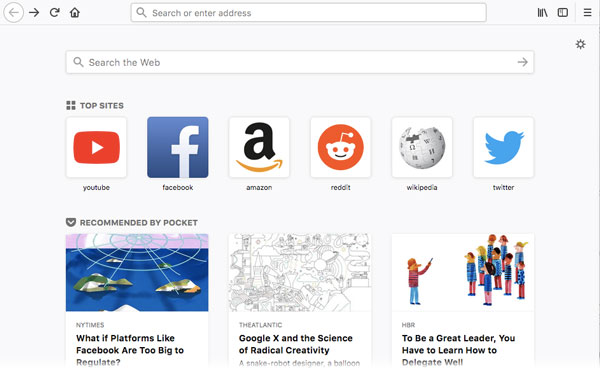 Search or enter address
Search the Web
TOP SITES
youtube
facebook
amazon
reddit
wikipedia
twitter
RECOMMENDED BY POCKET
NYTIMES
What if Platforms Like
Facebook Are Too Big to
Regulate?
THEATLANTIC
Google X and the Science
of Radical Creativity
A snake-robot designer, a balloon
HBR
To Be a Great Leader, You
Have to Learn How to
Delegate Well